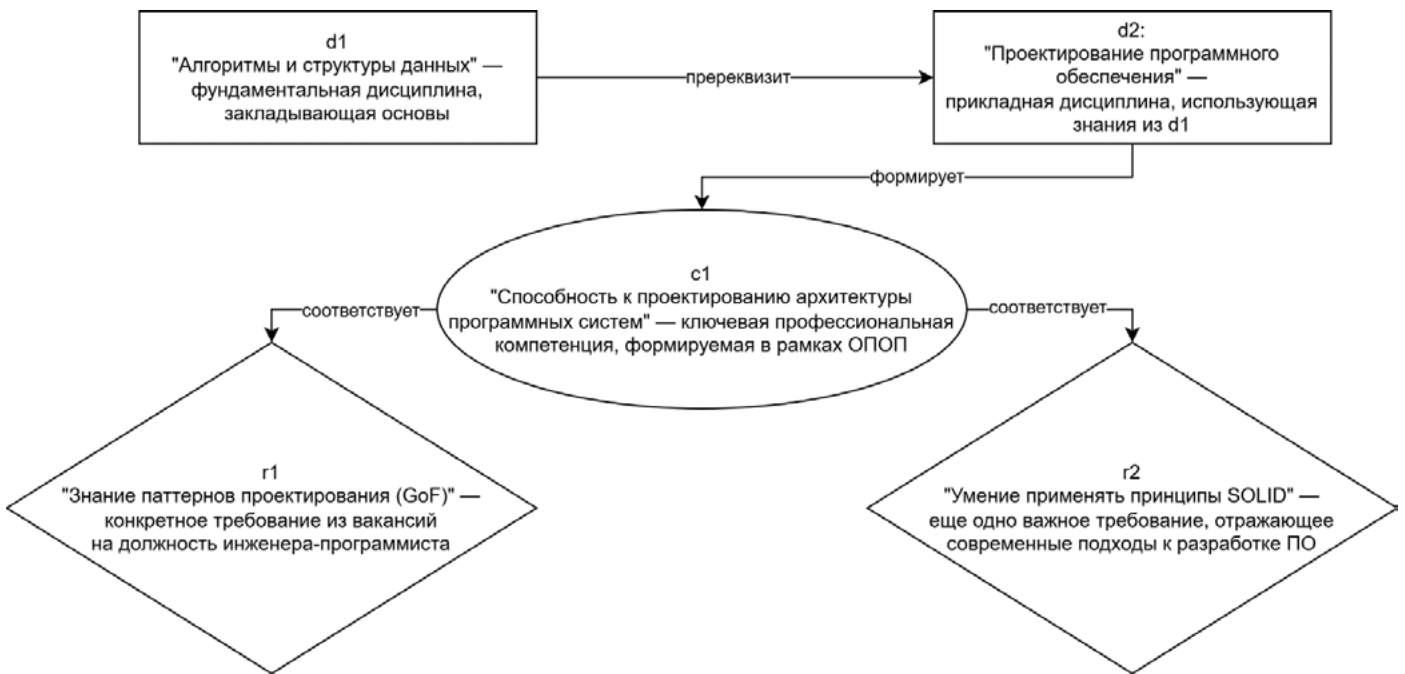 d1
"Алгоритмы и структуры данных" —
фундаментальная дисциплина,
закладывающая основы
пререквизит
d2:
"Проектирование программного
обеспечения" —
прикладная дисциплина, использующая
знания из d1
формирует
c1
"Способность к проектированию архитектуры
программных систем" — ключевая профессиональная
компетенция, формируемая в рамках ОПОП
соответствует
соответствует
r1
"Знание паттернов проектирования (GoF)" —
конкретное требование из вакансий
на должность инженера-программиста
r2
"Умение применять принципы SOLID" —
еще одно важное требование, отражающее
современные подходы к разработке ПО